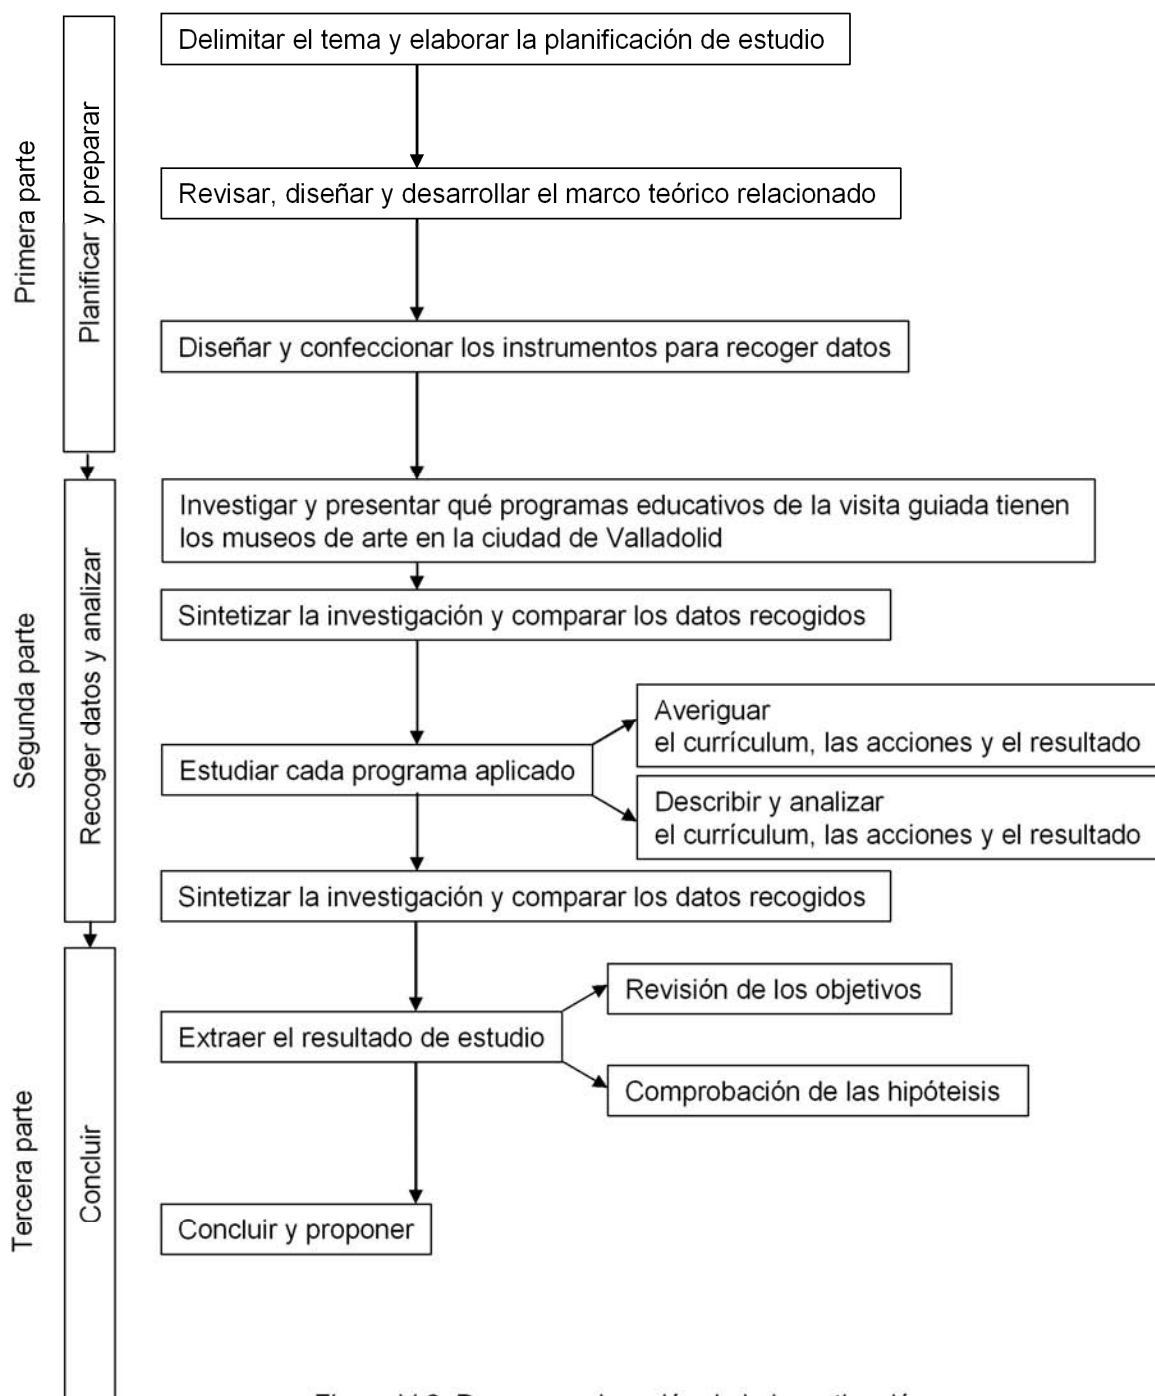 Primera parte
Planificar y preparar
Delimitar el tema y elaborar la planificación de estudio
Revisar, diseñar y desarrollar el marco teórico relacionado
Diseñar y confeccionar los instrumentos para recoger datos
Segunda parte
Recoger datos y analizar
Investigar y presentar qué programas educativos de la visita guiada tienen
los museos de arte en la ciudad de Valladolid
Sintetizar la investigación y comparar los datos recogidos
Estudiar cada programa aplicado
Averiguar
el currículum, las acciones y el resultado
Describir y analizar
el currículum, las acciones y el resultado
Sintetizar la investigación y comparar los datos recogidos
Tercera parte
Concluir
Extraer el resultado de estudio
Revisión de los objetivos
Comprobación de las hipóteisis
Concluir y proponer